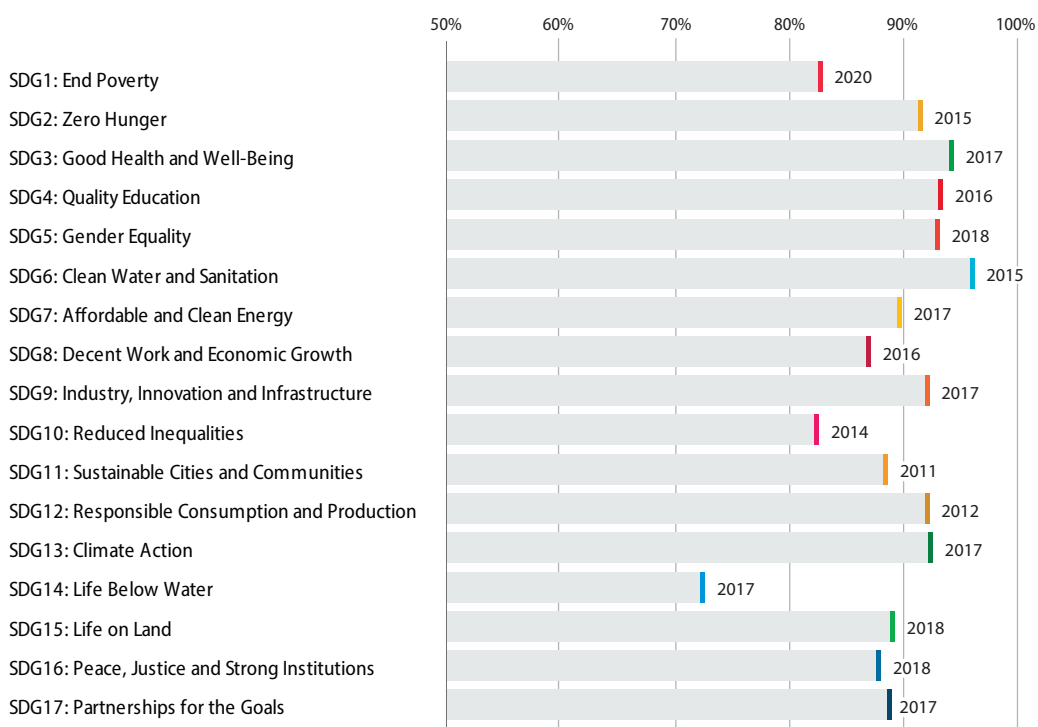 50% 60% 70% 80% 90% 100%
SDG1: End Poverty 2020
SDG2: Zero Hunger 2015
SDG3: Good Health and Well-Being 2017
SDG4: Quality Education 2016
SDG5: Gender Equality 2018
SDG6: Clean Water and Sanitation 2015
SDG7: Affordable and Clean Energy 2017
SDG8: Decent Work and Economic Growth 2016
SDG9: Industry, Innovation and Infrastructure 2017
SDG10: Reduced Inequalities 2014
SDG11: Sustainable Cities and Communities 2011
SDG12: Responsible Consumption and Production 2012
SDG13: Climate Action 2017
SDG14: Life Below Water 2017
SDG15: Life on Land 2018
SDG16: Peace, Justice and Strong Institutions 2018
SDG17: Partnerships for the Goals 2017